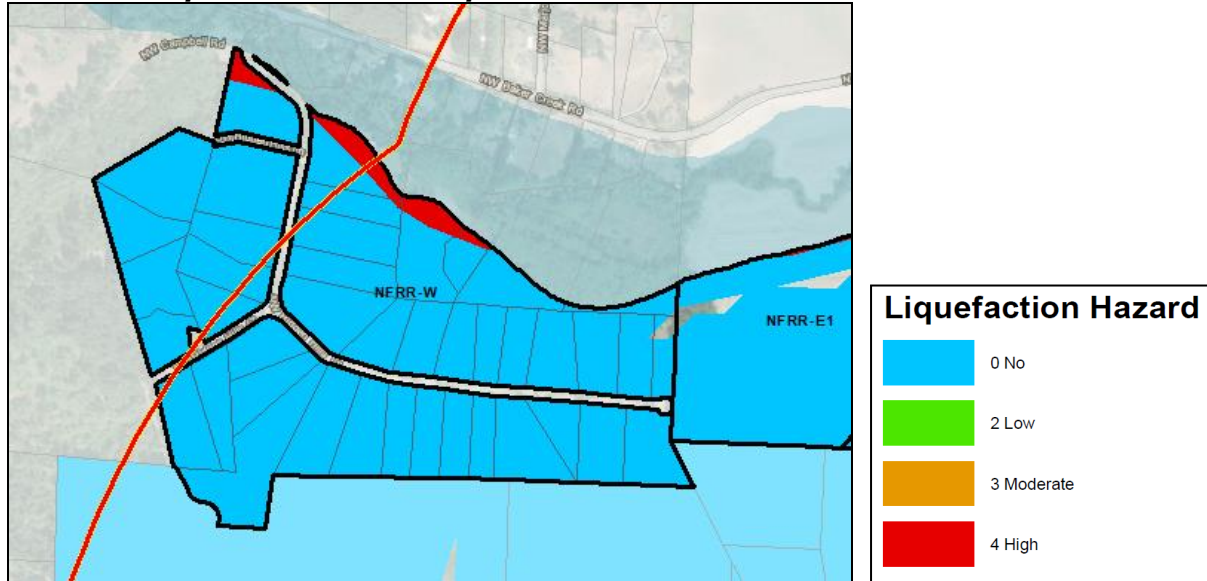 NW Campbell Rd
NW Baker Creek Rd
NFRR-W
NFRR-E1
Liquefaction Hazard
0 No
2 Low
3 Moderate
4 High